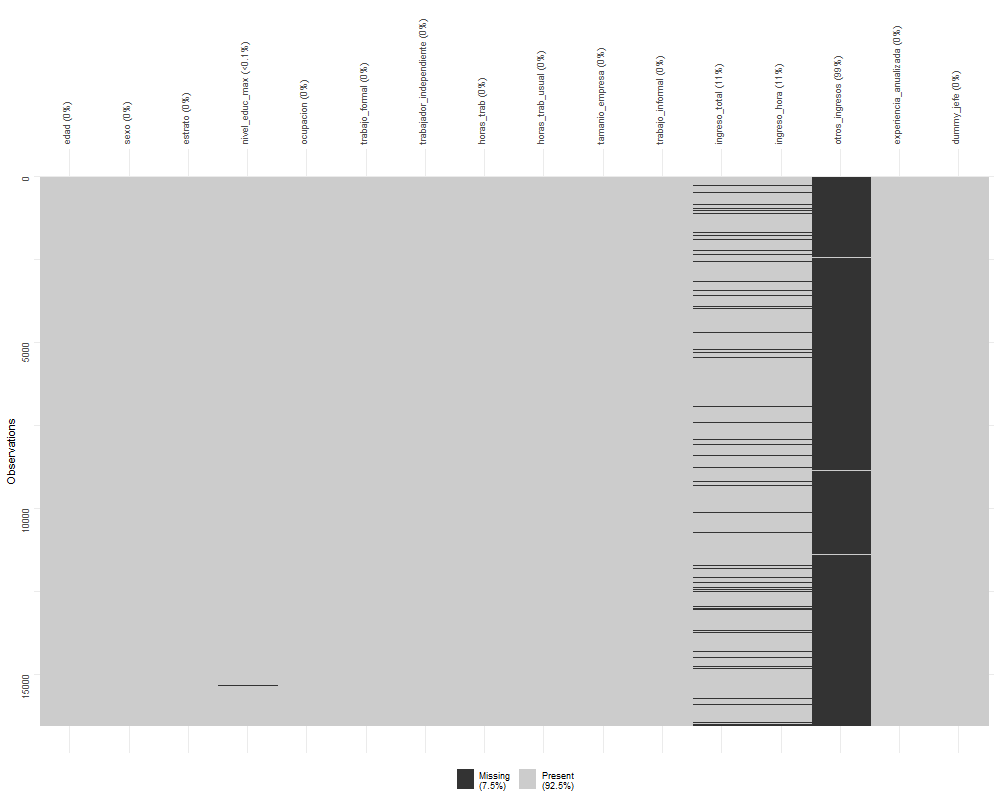 edad (0%)
sexo (0%)
estrato (0%)
nivel_educ_max (<0.1%)
ocupacion (0%)
trabajo_formal (0%)
trabajador_independiente (0%)
horas_trab (0%)
horas_trab_usual (0%)
tamanio_empresa (0%)
trabajo_informal (0%)
ingreso_total (11%)
ingreso_hora (11%)
otros_ingresos (99%)
experiencia_anualizada (0%)
dummy_jefe (0%)
0
5000
10000
15000
Observations
Missing
(7.5%)
Present
(92.5%)